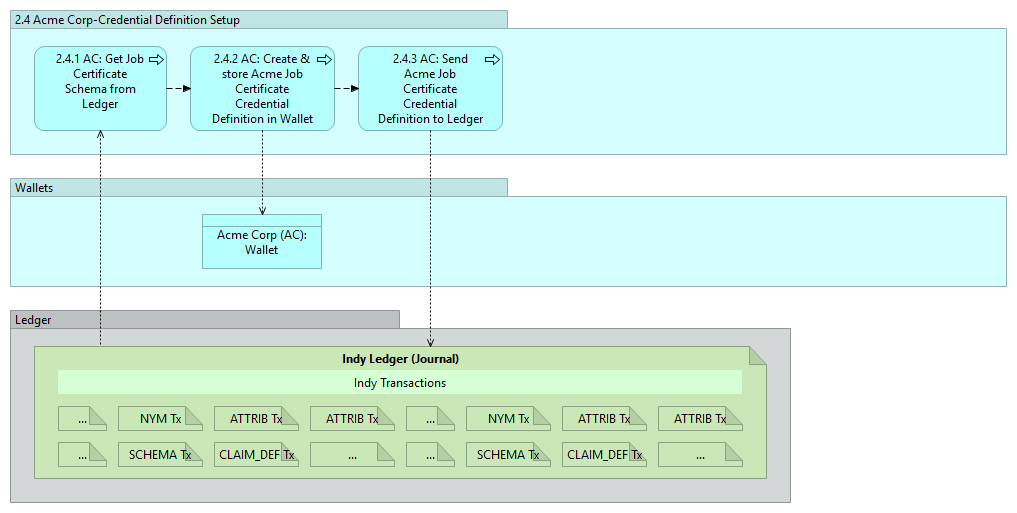 2.4 Acme Corp-Credential Definition Setup
2.4.1 AC: Get Job
Certificate
Schema from
Ledger
2.4.2 AC: Create &
store Acme Job
Certificate
Credential
Definition in Wallet
2.4.3 AC: Send
Acme Job
Certificate
Credential
Definition to Ledger
Wallets
Acme Corp (AC):
Wallet
Ledger
Indy Ledger (Journal)
Indy Transactions
... NYM Tx ATTRIB Tx ATTRIB Tx ... NYM Tx ATTRIB Tx ATTRIB Tx
... SCHEMA Tx CLAIM_DEF Tx ... ... SCHEMA Tx CLAIM_DEF Tx ...